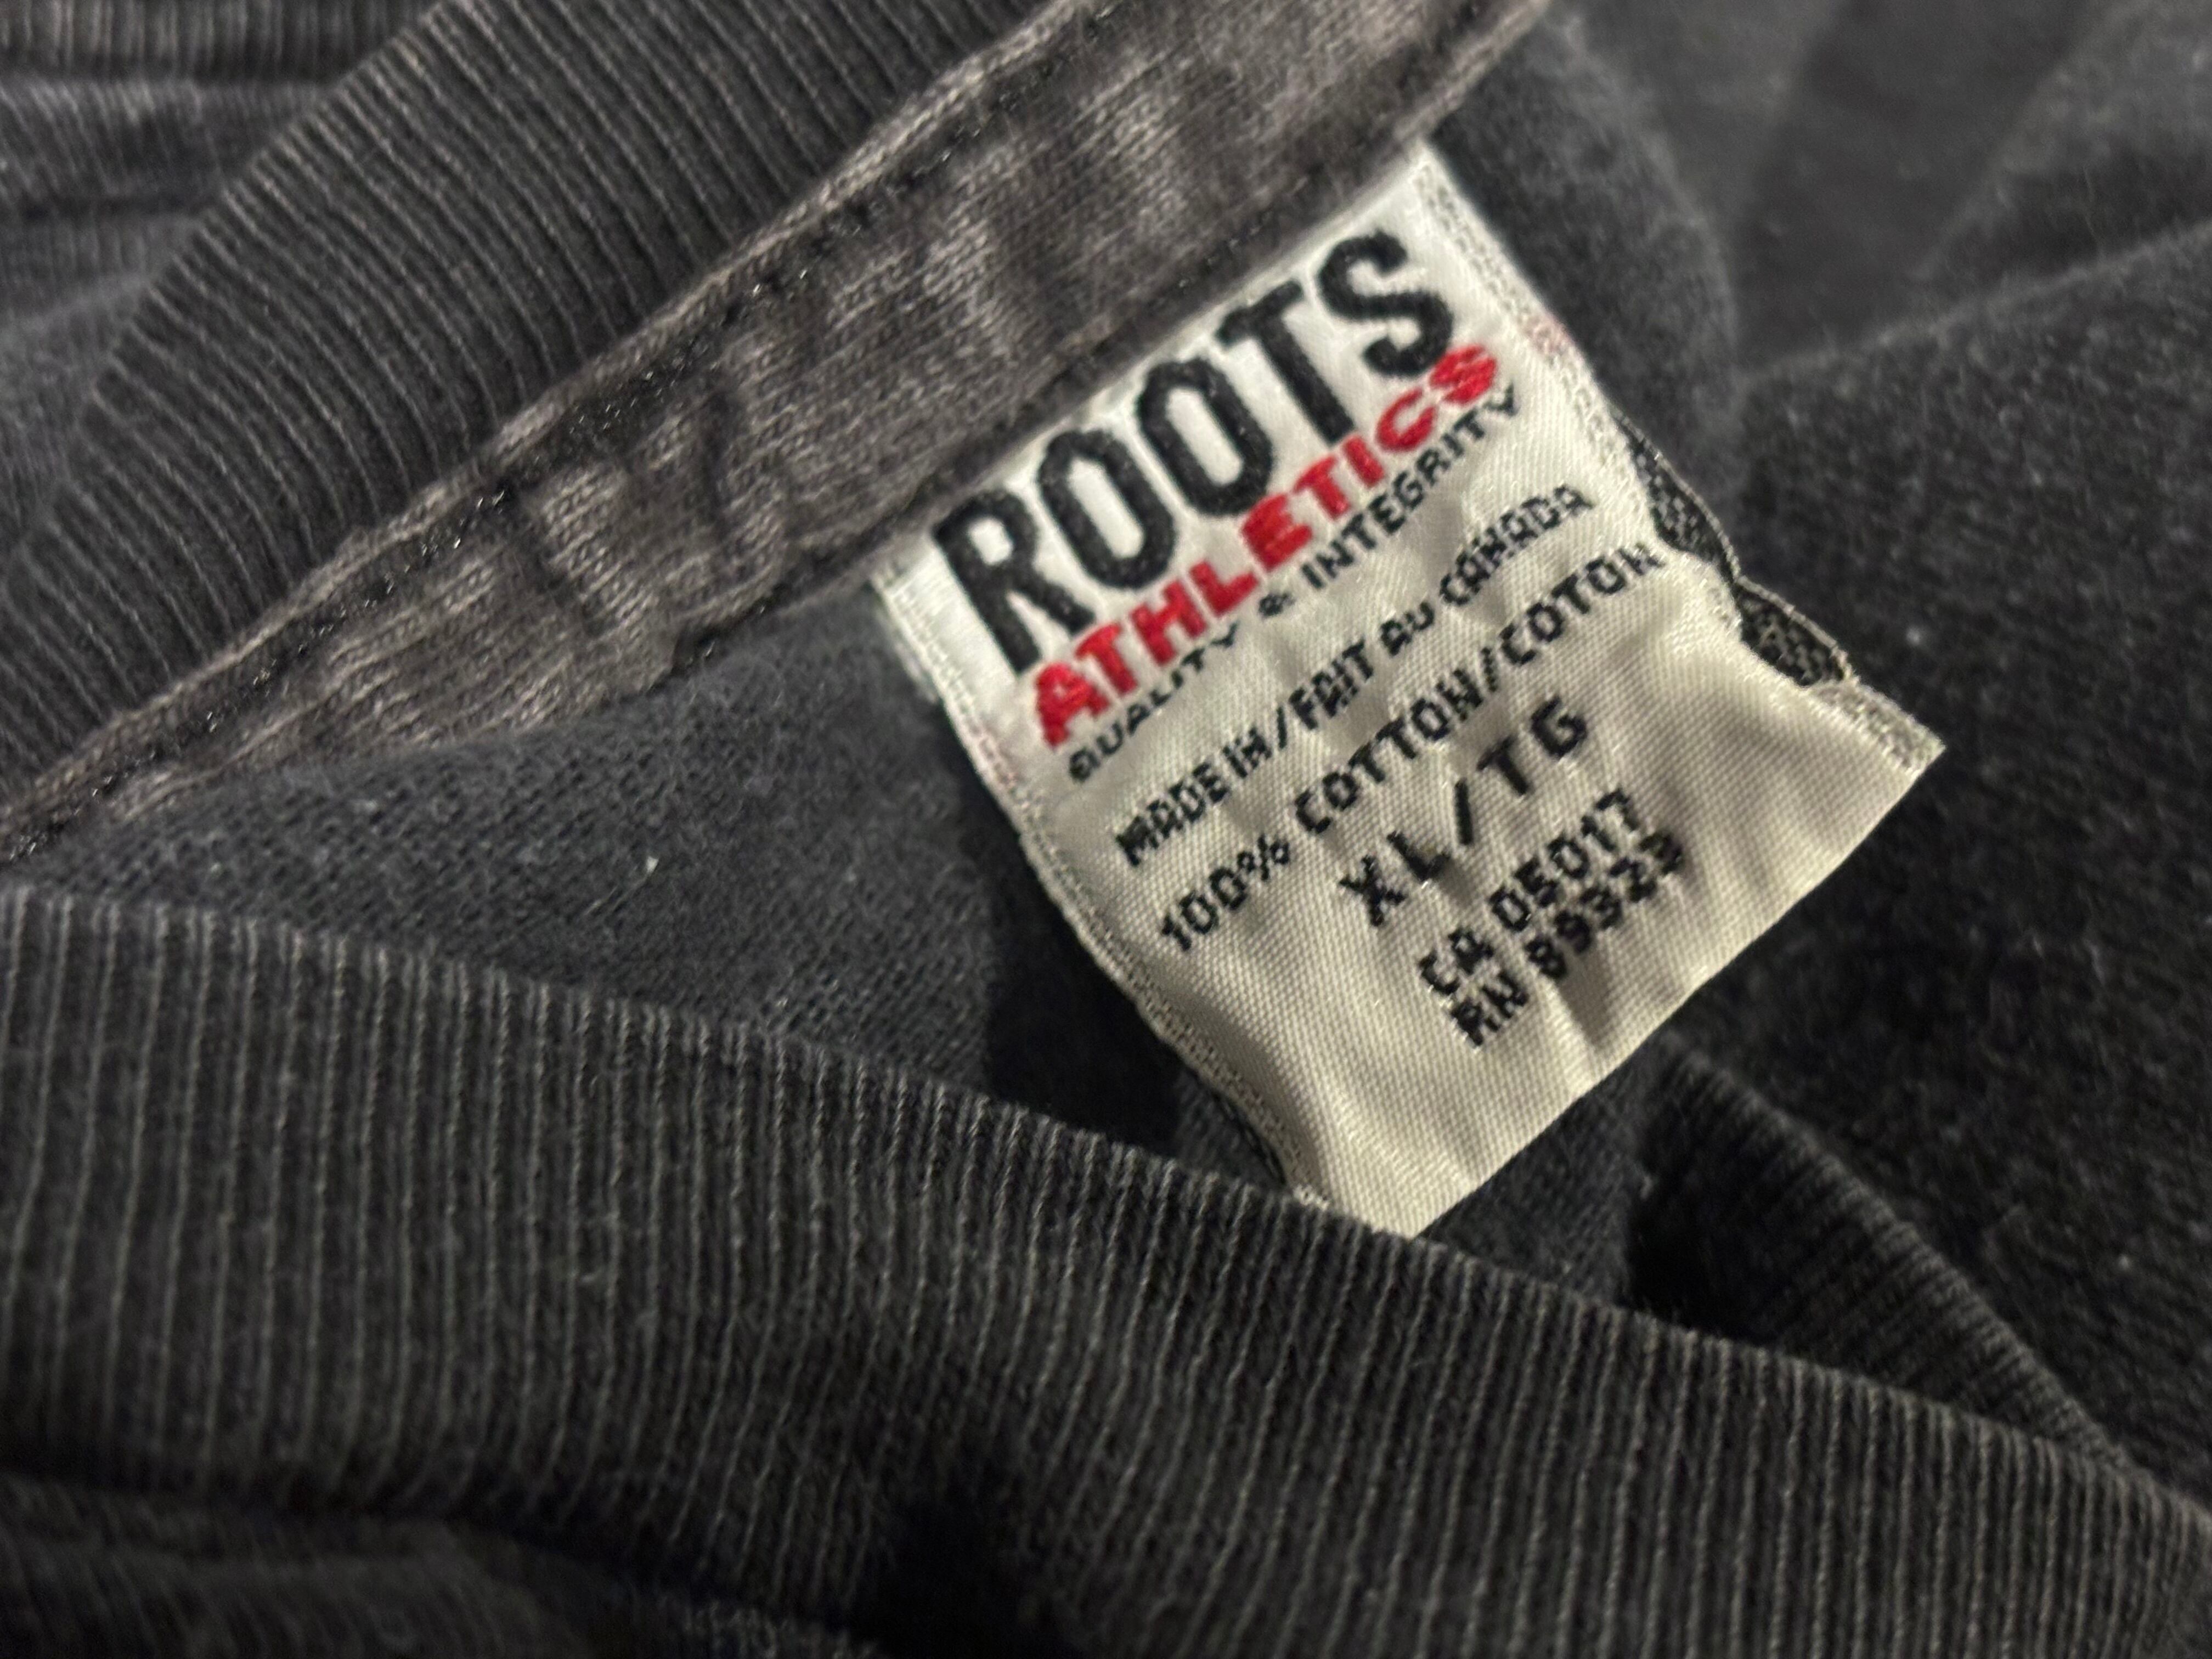 ROOTS
ATHLETICS
QUALITY & INTEGRITY
MADE IN/FAIT AU CANADA
100% COTTON/COTON
XL/TG
CA 05017
RN 89323